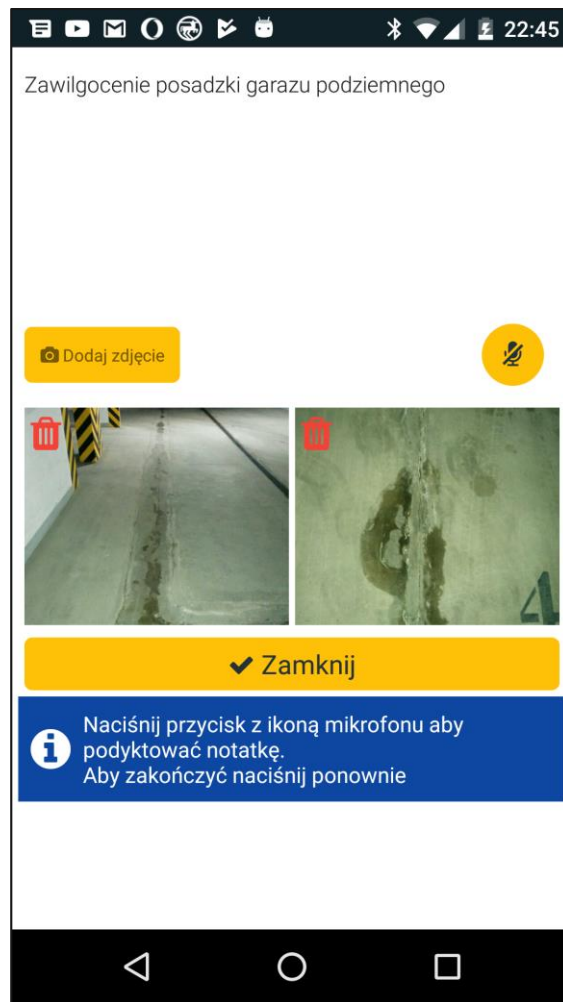 22:45
Zawilgocenie posadzki garazu podziemnego
Dodaj zdjęcie
4
Zamknij
Naciśnij przycisk z ikoną mikrofonu aby
podyktować notatkę.
Aby zakończyć naciśnij ponownie